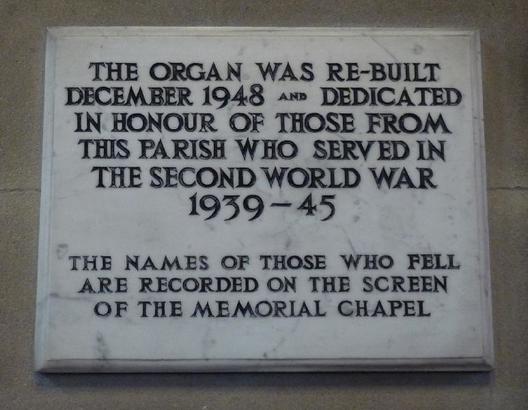 THE ORGAN WAS RE-BUILT
DECEMBER 1948 AND DEDICATED
IN HONOUR OF THOSE FROM
THIS PARISH WHO SERVED IN
THE SECOND WORLD WAR
1939-45
THE NAMES OF THOSE WHO FELL
ARE RECORDED ON THE SCREEN
OF THE MEMORIAL CHAPEL